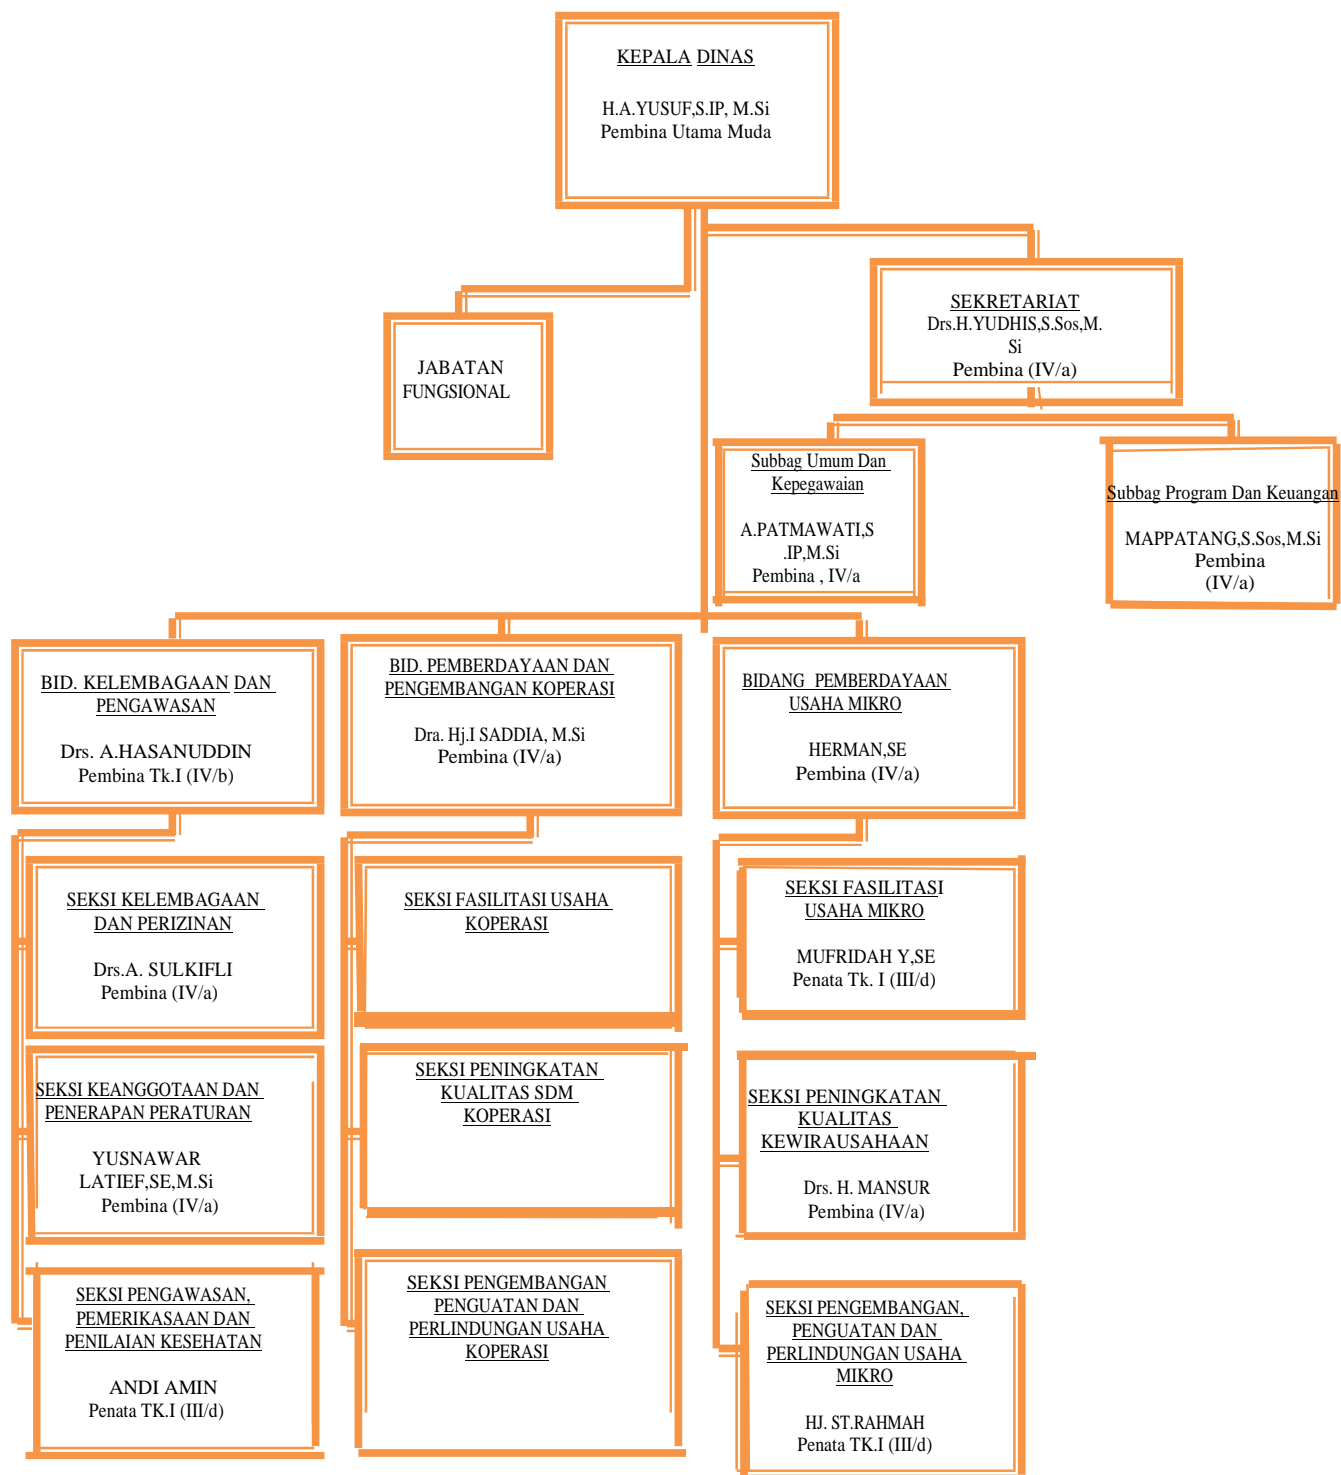 KEPALA DINAS
H.A.YUSUF,S.IP, M.Si
Pembina Utama Muda
SEKRETARIAT
Drs.H.YUDHIS,S.Sos,M.
Si
Pembina (IV/a)
JABATAN
FUNGSIONAL
Subbag Umum Dan
Kepegawaian
A.PATMAWATI,S
.IP,M.Si
Pembina , IV/a
Subbag Program Dan Keuangan
MAPPATANG,S.Sos,M.Si
Pembina
(IV/a)
BID. KELEMBAGAAN DAN
PENGAWASAN
Drs. A.HASANUDDIN
Pembina Tk.I (IV/b)
BID. PEMBERDAYAAN DAN
PENGEMBANGAN KOPERASI
Dra. Hj.I SADDIA, M.Si
Pembina (IV/a)
BIDANG PEMBERDAYAAN
USAHA MIKRO
HERMAN,SE
Pembina (IV/a)
SEKSI KELEMBAGAAN
DAN PERIZINAN
Drs.A. SULKIFLI
Pembina (IV/a)
SEKSI FASILITASI USAHA
KOPERASI
SEKSI FASILITASI
USAHA MIKRO
MUFRIDAH Y,SE
Penata Tk. I (III/d)
SEKSI KEANGGOTAAN DAN
PENERAPAN PERATURAN
YUSNAWAR
LATIEF,SE,M.Si
Pembina (IV/a)
SEKSI PENINGKATAN
KUALITAS SDM
KOPERASI
SEKSI PENINGKATAN
KUALITAS
KEWIRAUSAHAAN
Drs. H. MANSUR
Pembina (IV/a)
SEKSI PENGAWASAN,
PEMERIKASAAN DAN
PENILAIAN KESEHATAN
ANDI AMIN
Penata TK.I (III/d)
SEKSI PENGEMBANGAN
PENGUATAN DAN
PERLINDUNGAN USAHA
KOPERASI
SEKSI PENGEMBANGAN,
PENGUATAN DAN
PERLINDUNGAN USAHA
MIKRO
HJ. ST.RAHMAH
Penata TK.I (III/d)